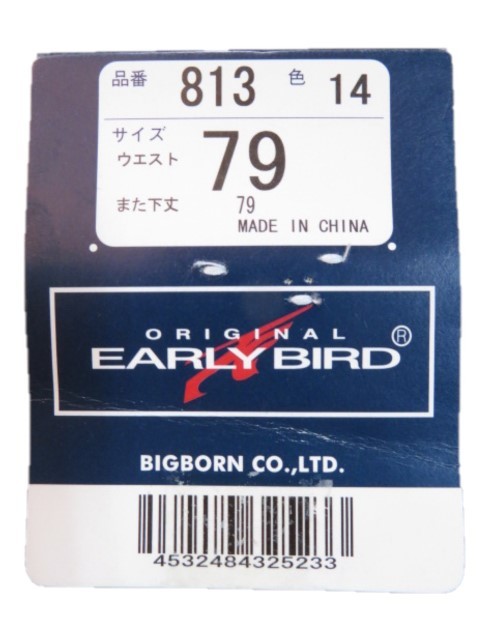 品番 813 色 14
サイズ
ウエスト 79
また下丈 79
MADE IN CHINA
ORIGINAL
EARLY BIRD ®
BIGBORN CO.,LTD.
4532484325233